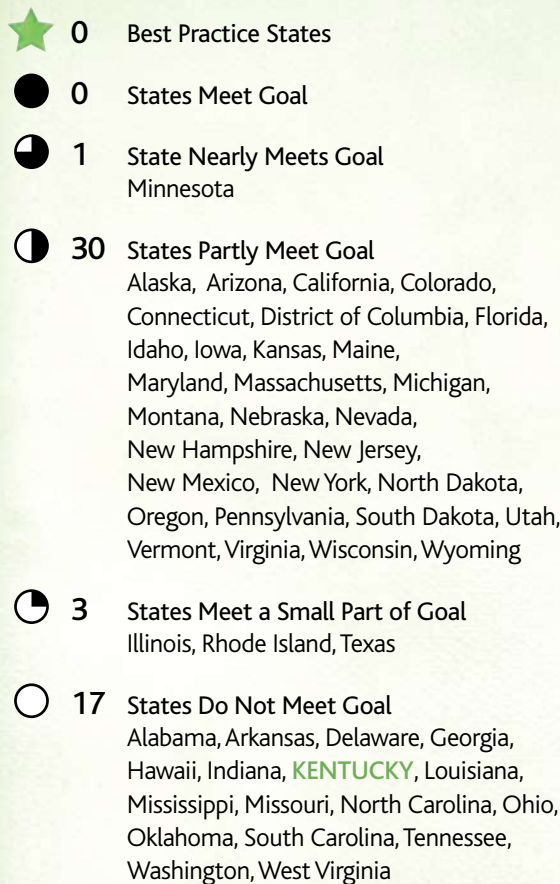 0 Best Practice States
0 States Meet Goal
1 State Nearly Meets Goal
Minnesota
30 States Partly Meet Goal
Alaska, Arizona, California, Colorado,
Connecticut, District of Columbia, Florida,
Idaho, Iowa, Kansas, Maine,
Maryland, Massachusetts, Michigan,
Montana, Nebraska, Nevada,
New Hampshire, New Jersey,
New Mexico, New York, North Dakota,
Oregon, Pennsylvania, South Dakota, Utah,
Vermont, Virginia, Wisconsin, Wyoming
3 States Meet a Small Part of Goal
Illinois, Rhode Island, Texas
17 States Do Not Meet Goal
Alabama, Arkansas, Delaware, Georgia,
Hawaii, Indiana, KENTUCKY, Louisiana,
Mississippi, Missouri, North Carolina, Ohio,
Oklahoma, South Carolina, Tennessee,
Washington, West Virginia